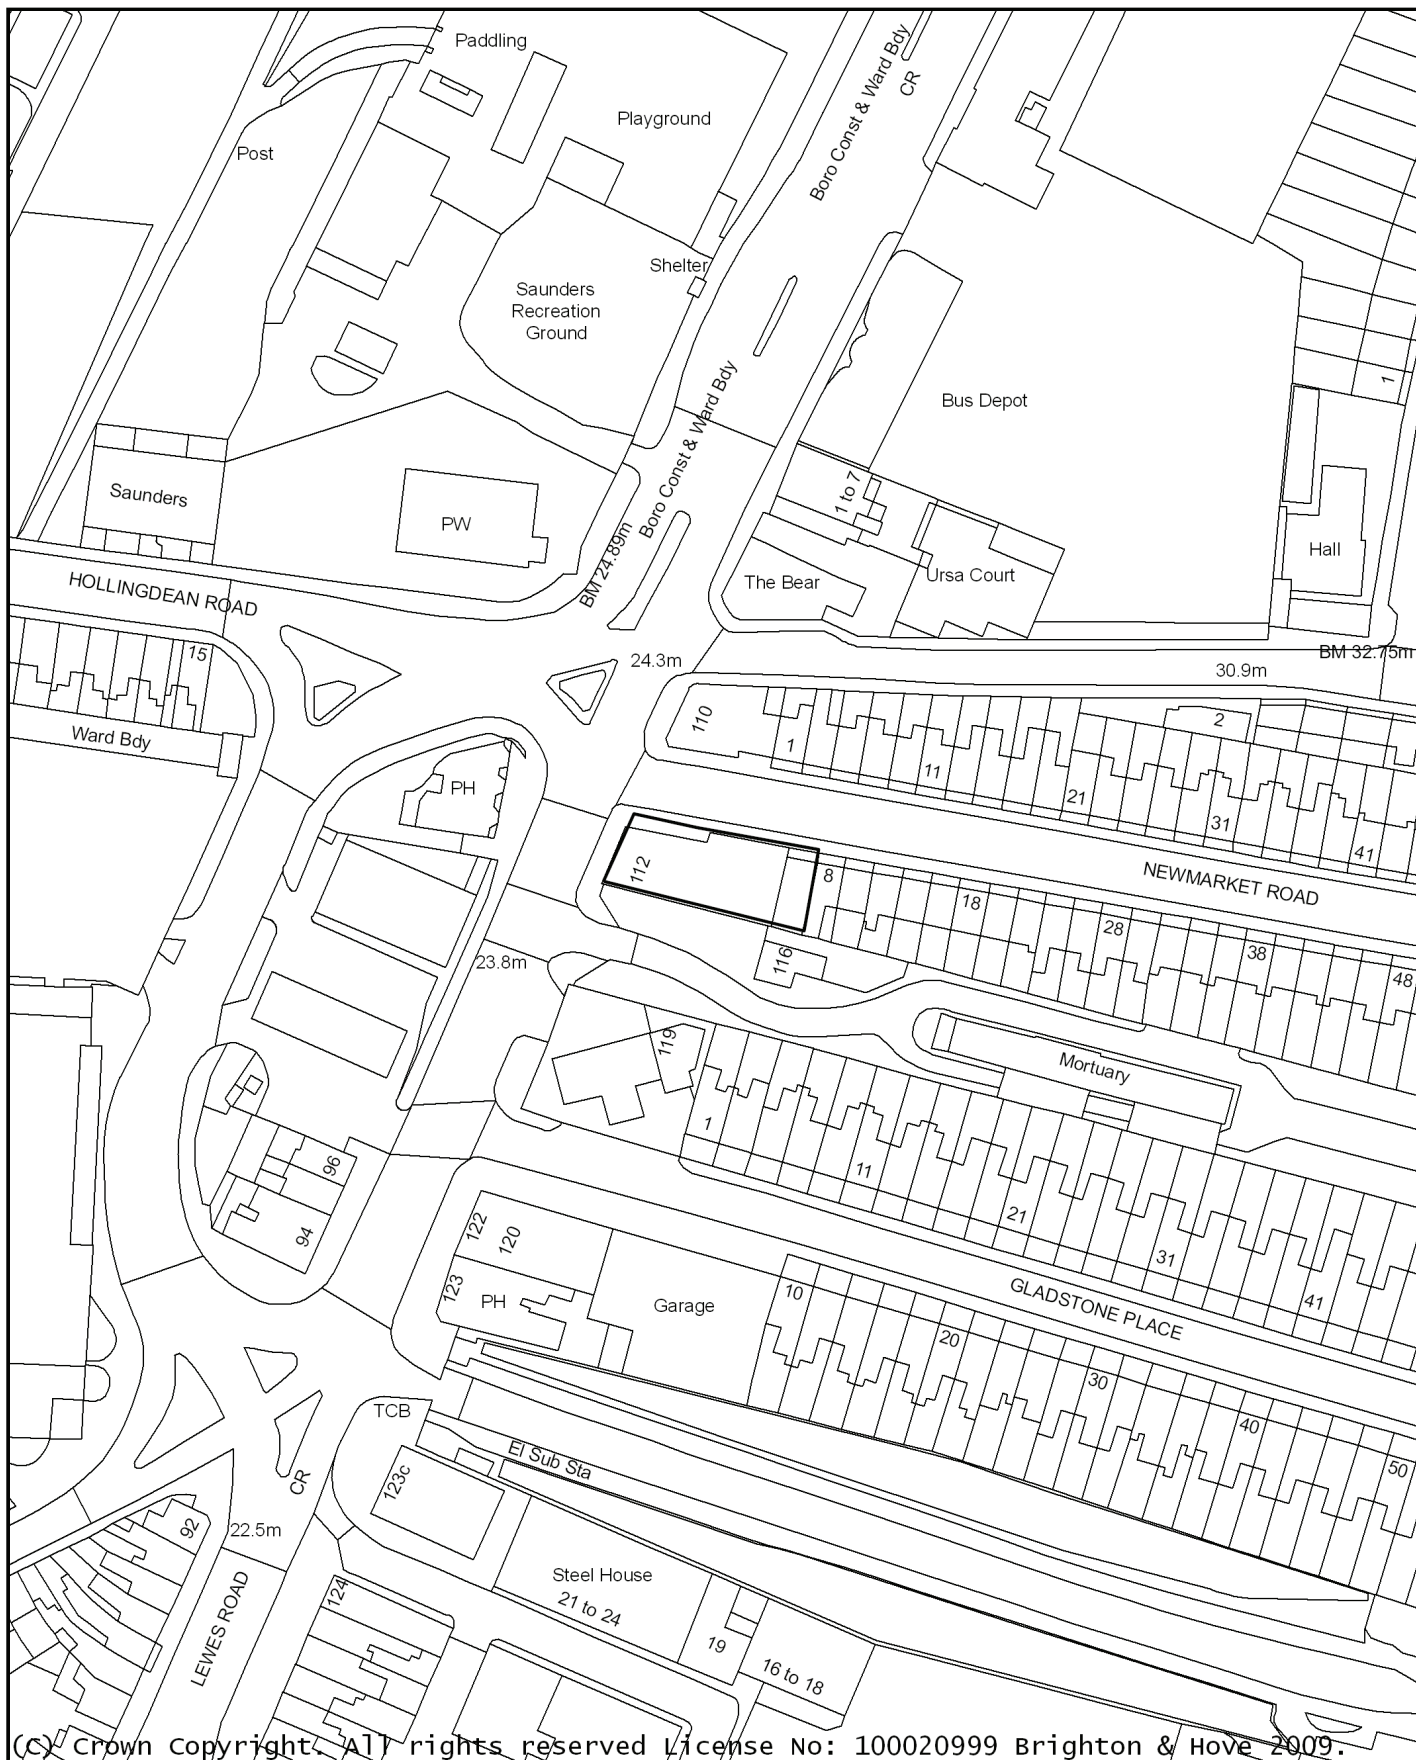 Paddling
Boro Const & Ward Bdy
CR
Playground
Post
Shelter
Saunders
Recreation
Ground
1
Bus Depot
Boro Const & Ward Bdy
Saunders
1 to 7
PW
BM 24.89m
Hall
HOLLINGDEAN ROAD
The Bear
Ursa Court
15
24.3m
30.9m
BM 32.75m
110
2
Ward Bdy
1
11
21
31
41
PH
112
8
NEWMARKET ROAD
18
28
38
48
23.8m
116
119
Mortuary
1
11
21
31
41
96
94
122
120
123
PH
Garage
10
GLADSTONE PLACE
20
30
40
50
TCB
El Sub Sta
CR
123c
92
22.5m
Steel House
21 to 24
124
LEWES ROAD
19
16 to 18
(C) Crown Copyright. All rights reserved License No: 100020999 Brighton & Hove 2009.